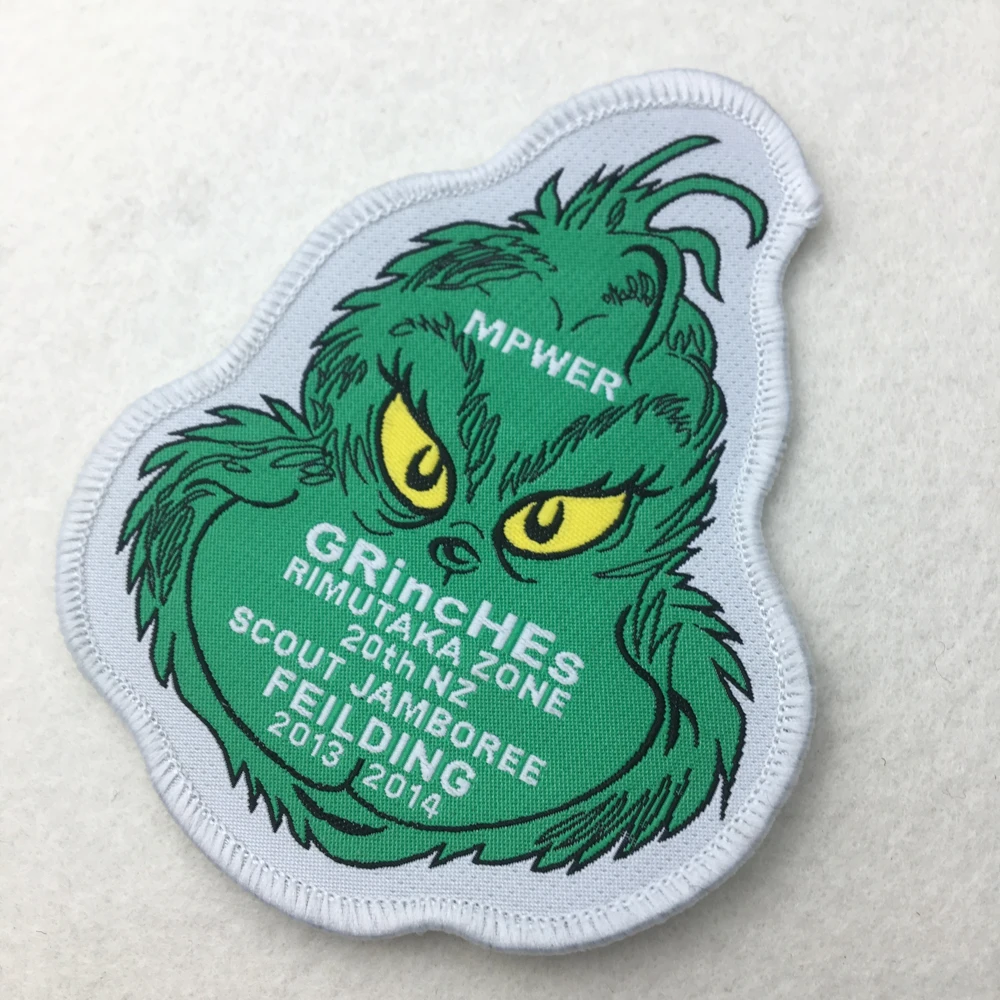 MPWER
GRincHEs
RIMUTAKA ZONE
20th NZ
SCOUT JAMBOREE
FEILDING
2013 2014